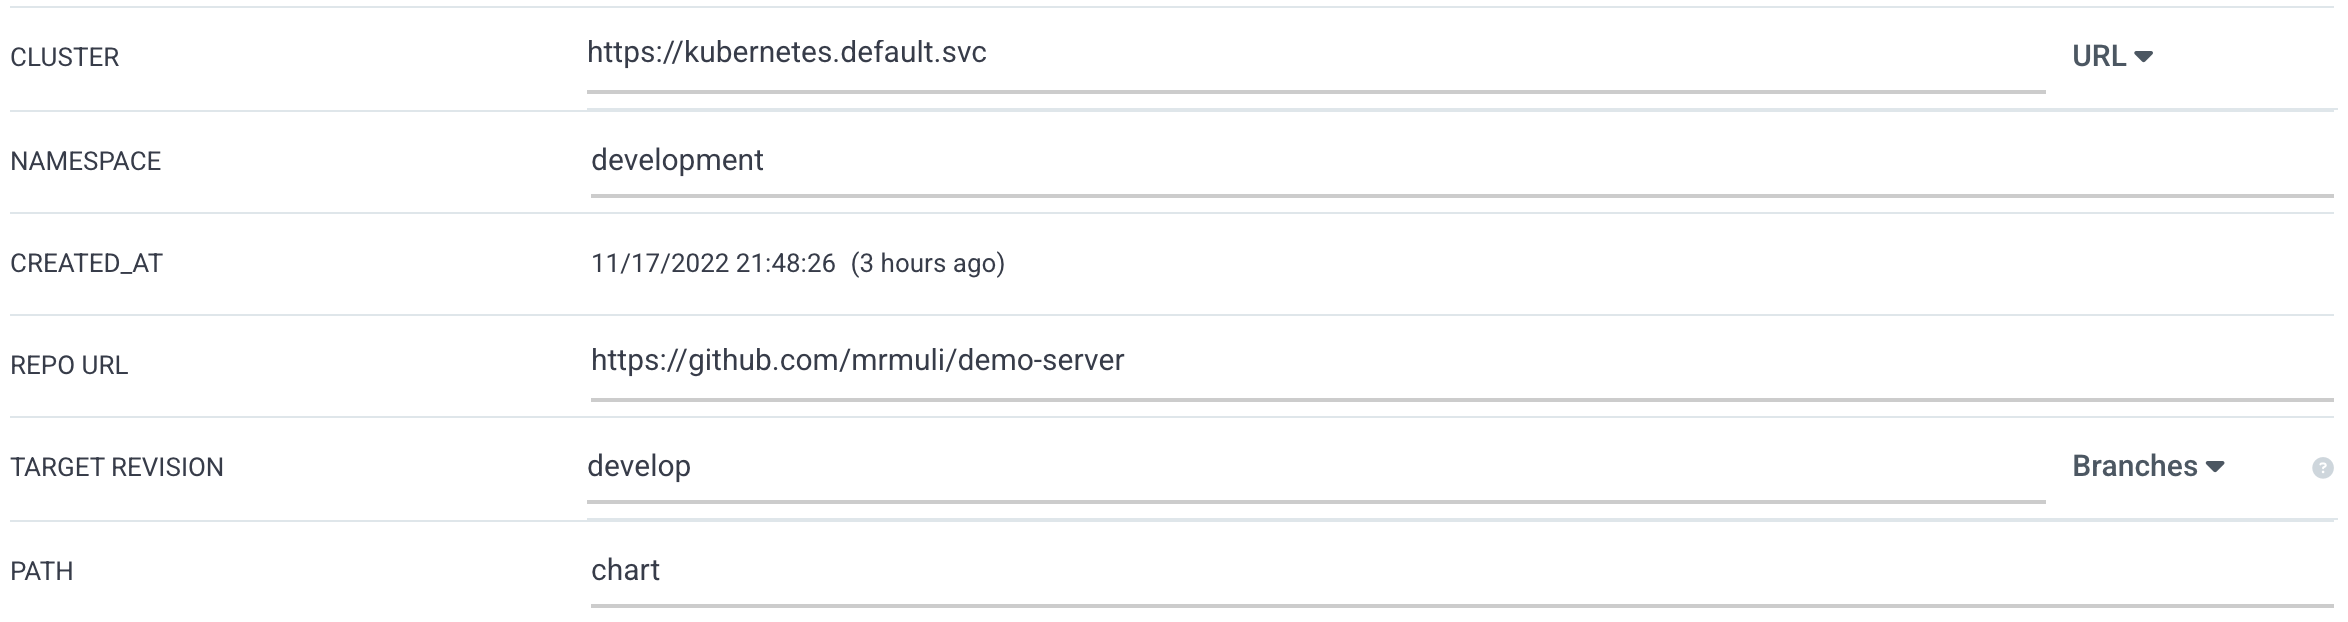 CLUSTER https://kubernetes.default.svc URL
NAMESPACE development
CREATED_AT 11/17/2022 21:48:26 (3 hours ago)
REPO URL https://github.com/mrmuli/demo-server
TARGET REVISION develop Branches ?
PATH chart